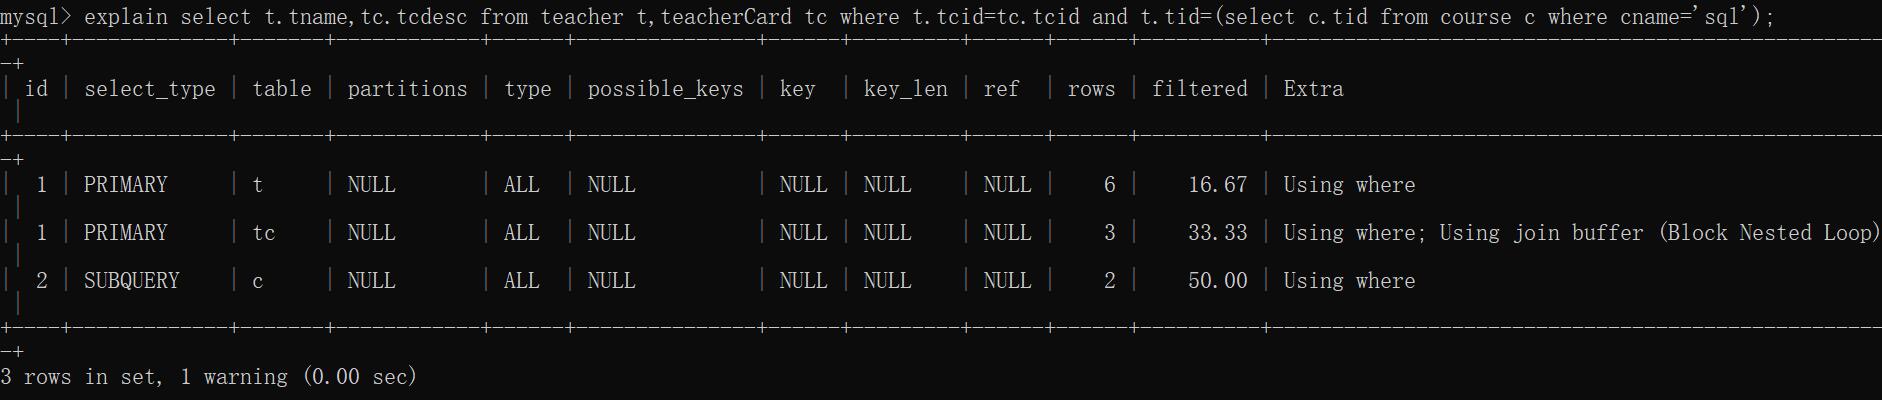 mysql> explain select t.tname,tc.tcdesc from teacher t,teacherCard tc where t.tcid=tc.tcid and t.tid=(select c.tid from course c where cname='sql');
+----+-------------+-------+------------+------+---------------+------+---------+------+------+----------+---------------------------------------------------
-+
| id | select_type | table | partitions | type | possible_keys | key | key_len | ref | rows | filtered | Extra
|
+----+-------------+-------+------------+------+---------------+------+---------+------+------+----------+---------------------------------------------------
-+
| 1 | PRIMARY | t | NULL | ALL | NULL | NULL | NULL | NULL | 6 | 16.67 | Using where
|
| 1 | PRIMARY | tc | NULL | ALL | NULL | NULL | NULL | NULL | 3 | 33.33 | Using where; Using join buffer (Block Nested Loop)
|
| 2 | SUBQUERY | c | NULL | ALL | NULL | NULL | NULL | NULL | 2 | 50.00 | Using where
|
+----+-------------+-------+------------+------+---------------+------+---------+------+------+----------+---------------------------------------------------
-+
3 rows in set, 1 warning (0.00 sec)